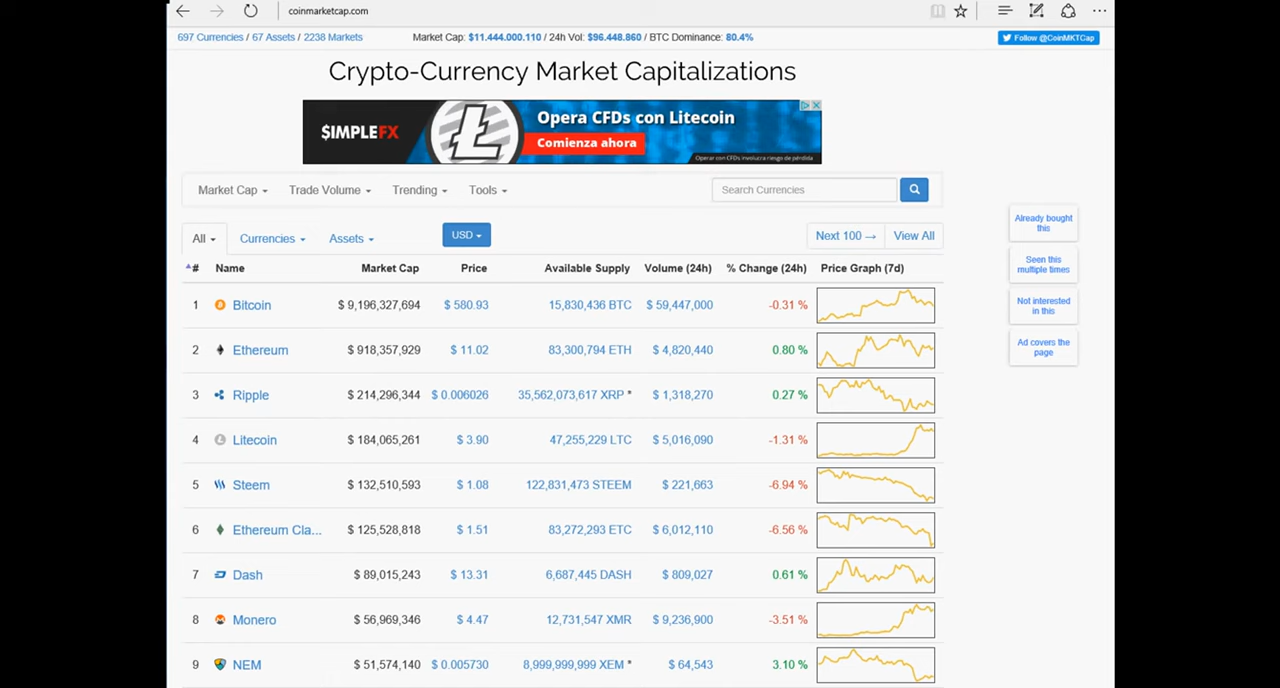 coinmarketcap.com
697 Currencies / 67 Assets / 2238 Markets Market Cap: $11.444.000.110 / 24h Vol: $96.448.860 / BTC Dominance: 80.4% Follow @CoinMKTCap
Crypto-Currency Market Capitalizations
$IMPLEFX
Opera CFDs con Litecoin
Comienza ahora
Operar con CFDs involucra riesgo de pérdida
Market Cap Trade Volume Trending Tools Search Currencies
All Currencies Assets USD Next 100 → View All
# Name Market Cap Price Available Supply Volume (24h) % Change (24h) Price Graph (7d)
1 Bitcoin $ 9,196,327,694 $ 580.93 15,830,436 BTC $ 59,447,000 -0.31 %
2 Ethereum $ 918,357,929 $ 11.02 83,300,794 ETH $ 4,820,440 0.80 %
3 Ripple $ 214,296,344 $ 0.006026 35,562,073,617 XRP * $ 1,318,270 0.27 %
4 Litecoin $ 184,065,261 $ 3.90 47,255,229 LTC $ 5,016,090 -1.31 %
5 Steem $ 132,510,593 $ 1.08 122,831,473 STEEM $ 221,663 -6.94 %
6 Ethereum Cla... $ 125,528,818 $ 1.51 83,272,293 ETC $ 6,012,110 -6.56 %
7 Dash $ 89,015,243 $ 13.31 6,687,445 DASH $ 809,027 0.61 %
8 Monero $ 56,969,346 $ 4.47 12,731,547 XMR $ 9,236,900 -3.51 %
9 NEM $ 51,574,140 $ 0.005730 8,999,999,999 XEM * $ 64,543 3.10 %
Already bought
this
Seen this
multiple times
Not interested
in this
Ad covers the
page